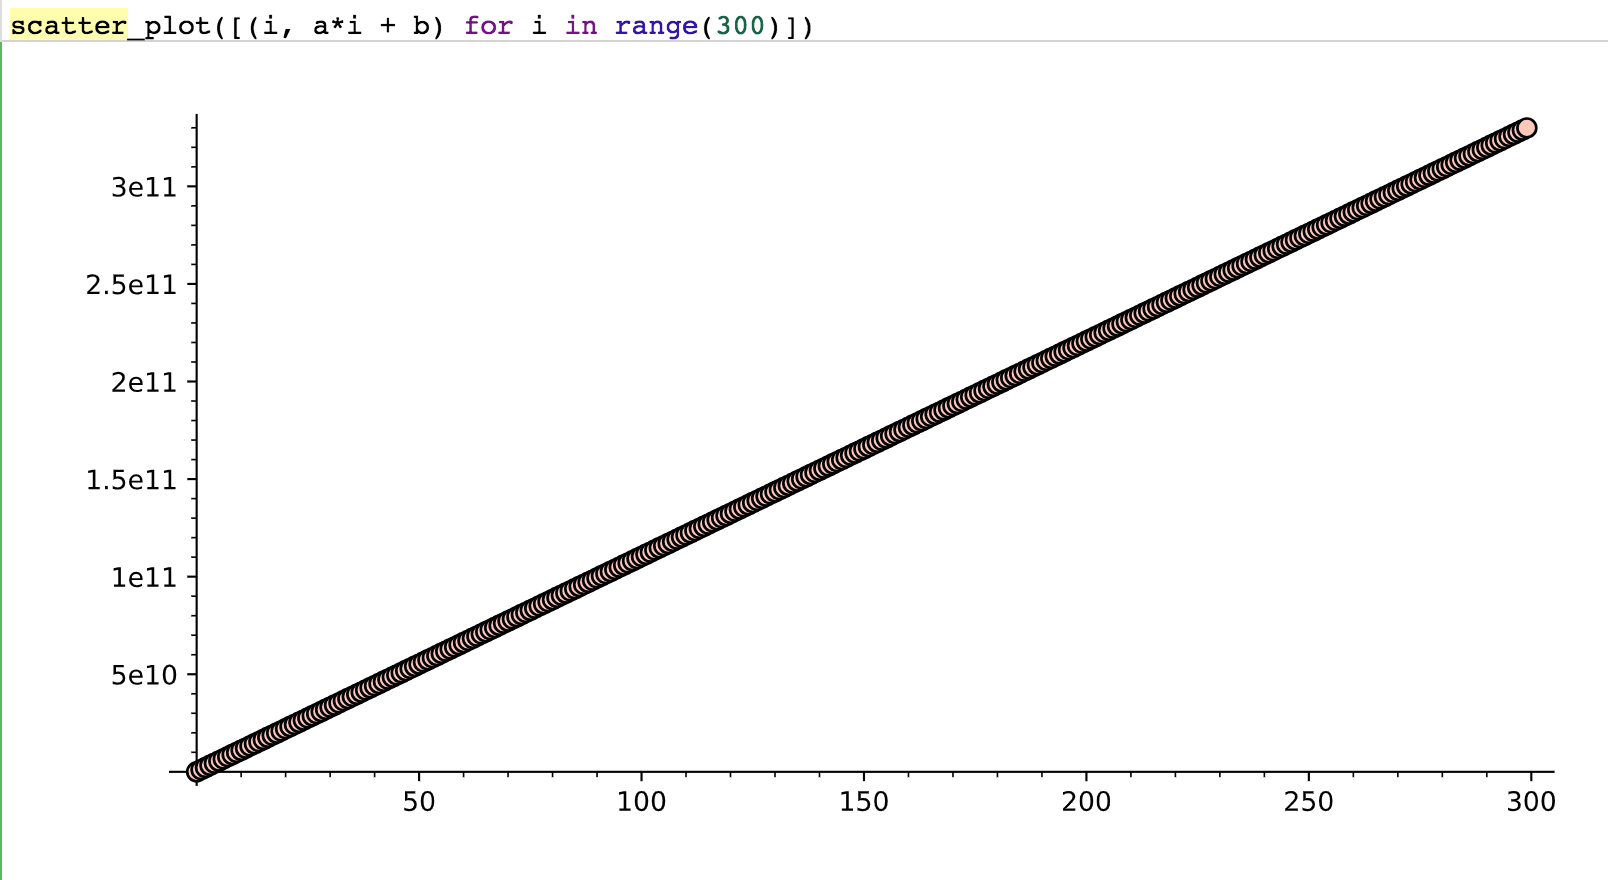 scatter_plot([(i, a*i + b) for i in range(300)])
3e11
2.5e11
2e11
1.5e11
1e11
5e10
50 100 150 200 250 300